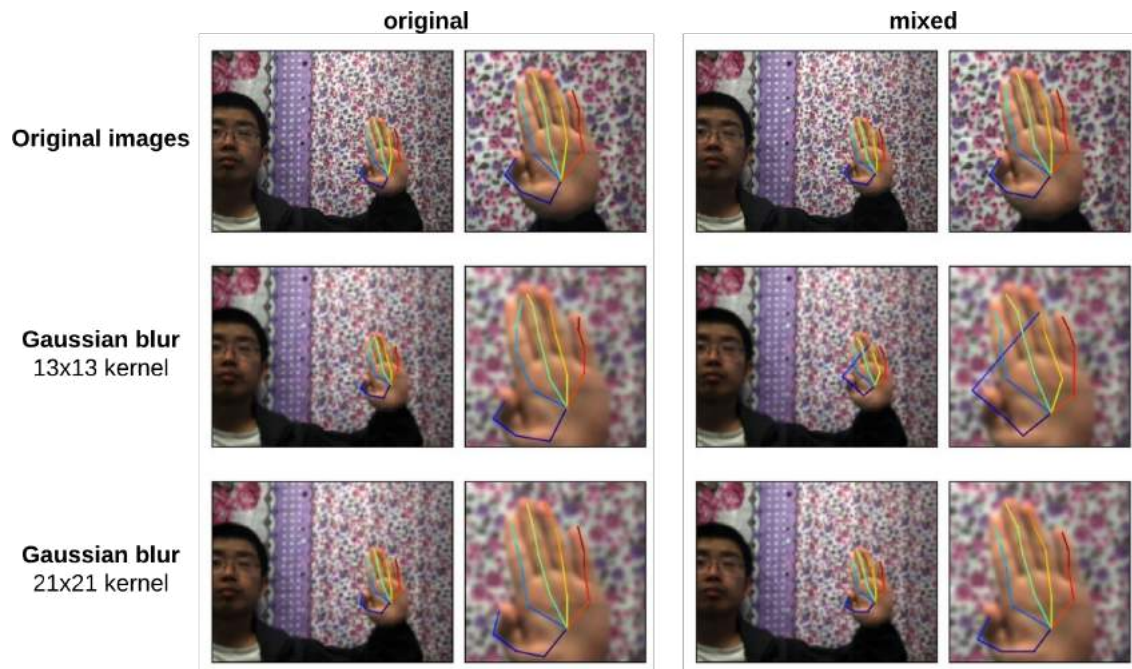 original mixed
Original images
Gaussian blur
13x13 kernel
Gaussian blur
21x21 kernel